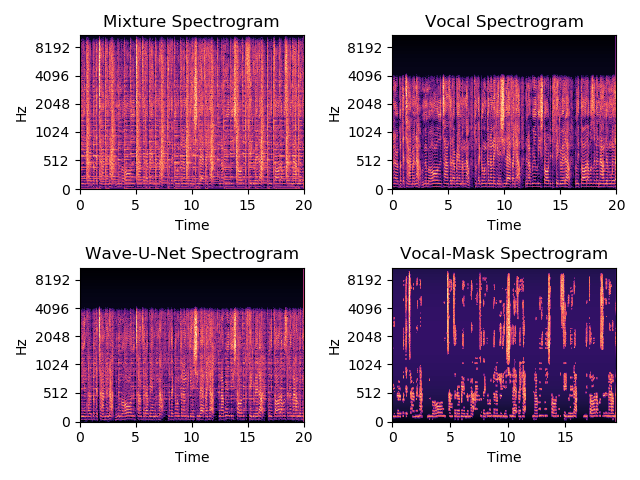 Mixture Spectrogram
Hz
8192
4096
2048
1024
512
0
0 5 10 15 20
Time
Vocal Spectrogram
Hz
8192
4096
2048
1024
512
0
0 5 10 15 20
Time
Wave-U-Net Spectrogram
Hz
8192
4096
2048
1024
512
0
0 5 10 15 20
Time
Vocal-Mask Spectrogram
Hz
8192
4096
2048
1024
512
0
0 5 10 15
Time